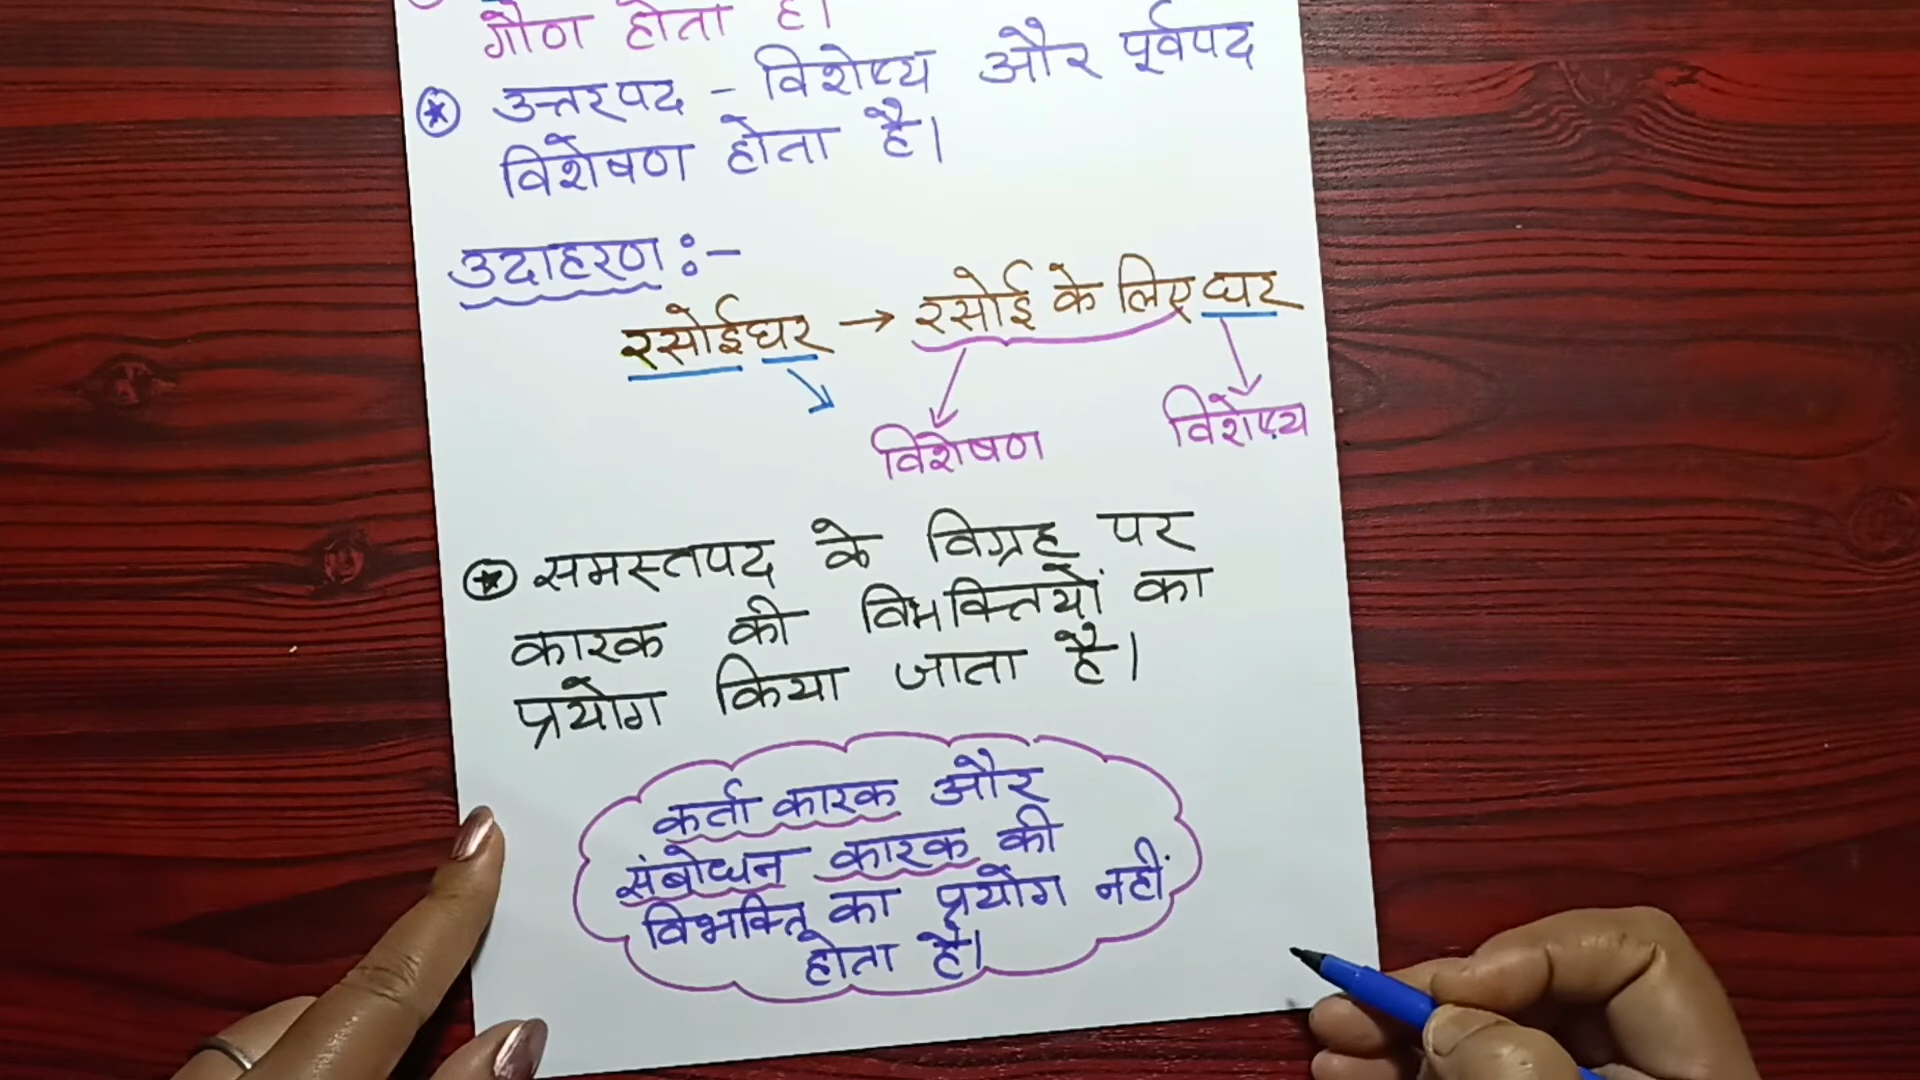 गौण होता है।
⍟ उत्तरपद - विशेष्य और पूर्वपद
विशेषण होता है।
उदाहरण :-
रसोईघर → रसोई के लिए घर
विशेषण विशेष्य
⍟ समस्तपद के विग्रह पर
कारक की विभक्तियों का
प्रयोग किया जाता है।
कर्ता कारक और
संबोधन कारक की
विभक्ति का प्रयोग नहीं
होता है।